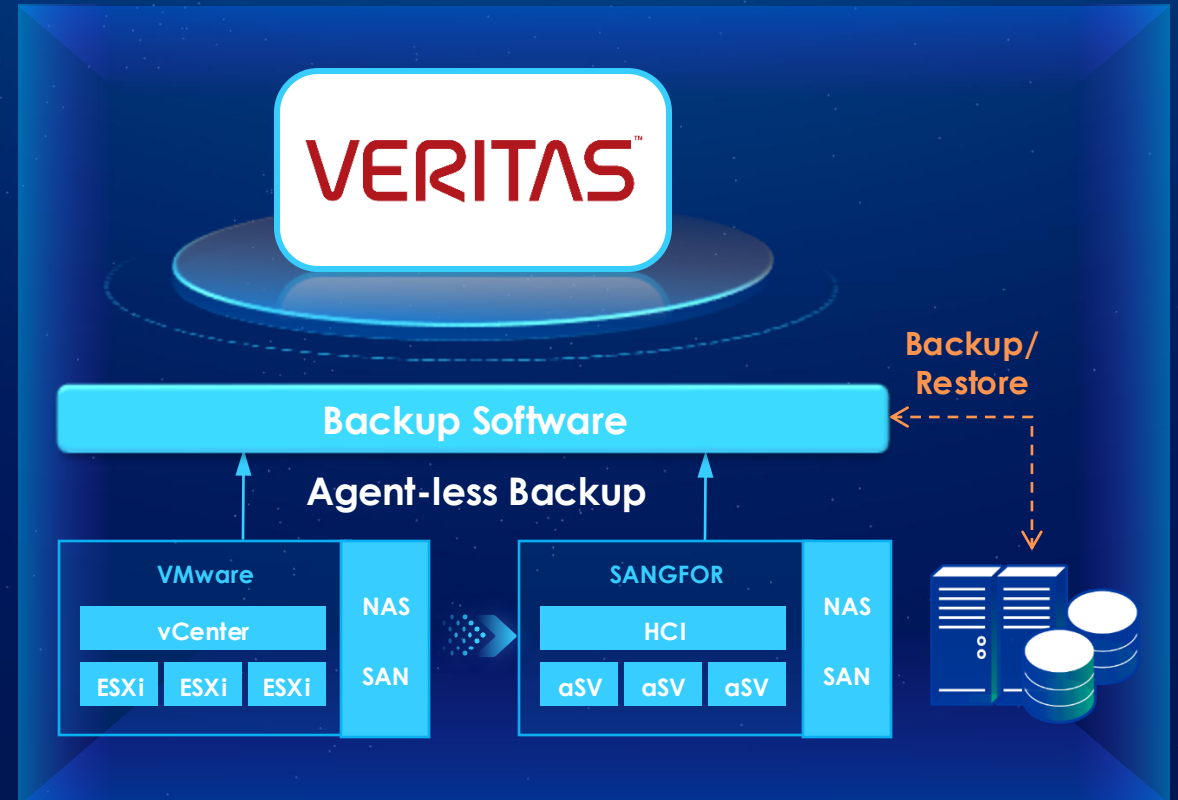 VERITAS™
Backup/
Restore
Backup Software
Agent-less Backup
VMware
vCenter
ESXi ESXi ESXi
NAS
SAN
SANGFOR
HCI
aSV aSV aSV
NAS
SAN